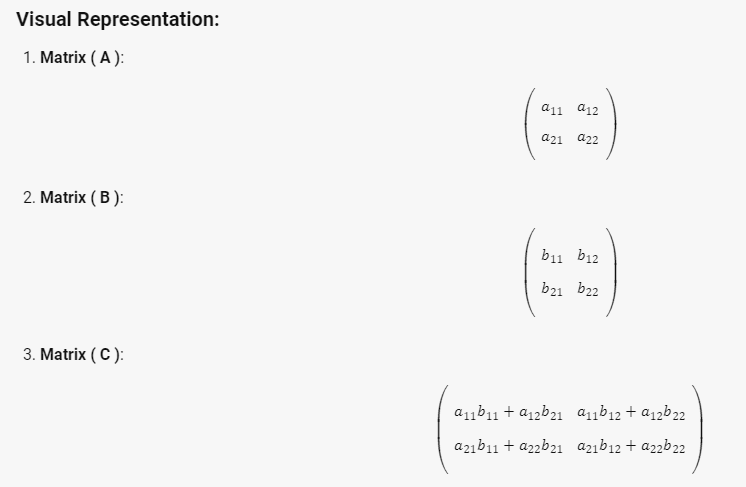 Visual Representation:
1. Matrix ( A ):
( a₁₁ a₁₂
a₂₁ a₂₂ )
2. Matrix ( B ):
( b₁₁ b₁₂
b₂₁ b₂₂ )
3. Matrix ( C ):
( a₁₁b₁₁ + a₁₂b₂₁ a₁₁b₁₂ + a₁₂b₂₂
a₂₁b₁₁ + a₂₂b₂₁ a₂₁b₁₂ + a₂₂b₂₂ )